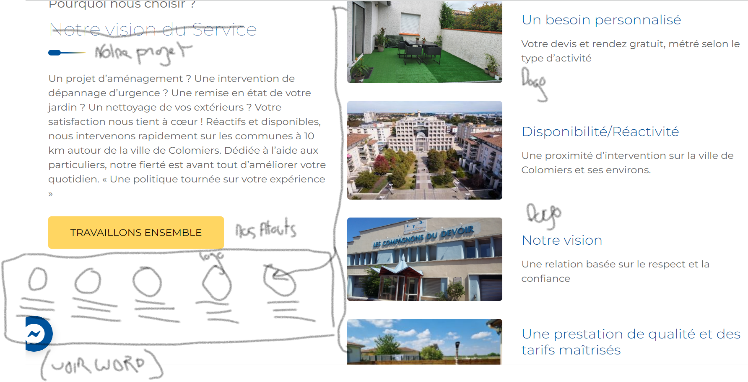 Pourquoi nous choisir ?
Notre vision du Service
Notre projet
Un projet d'aménagement ? Une intervention de
dépannage d'urgence ? Une remise en état de votre
jardin ? Un nettoyage de vos extérieurs ? Votre
satisfaction nous tient à cœur ! Réactifs et disponibles,
nous intervenons rapidement sur les communes à 10
km autour de la ville de Colomiers. Dédiée à l'aide aux
particuliers, notre fierté est avant tout d'améliorer votre
quotidien. « Une politique tournée sur votre expérience
»
TRAVAILLONS ENSEMBLE
Nos Atouts
logo
(VOIR WORD)
Un besoin personnalisé
Votre devis et rendez gratuit, métré selon le
type d'activité
Disponibilité/Réactivité
Une proximité d'intervention sur la ville de
Colomiers et ses environs.
LES COMPAGNONS DU DEVOIR
Notre vision
Une relation basée sur le respect et la
confiance
Une prestation de qualité et des
tarifs maîtrisés